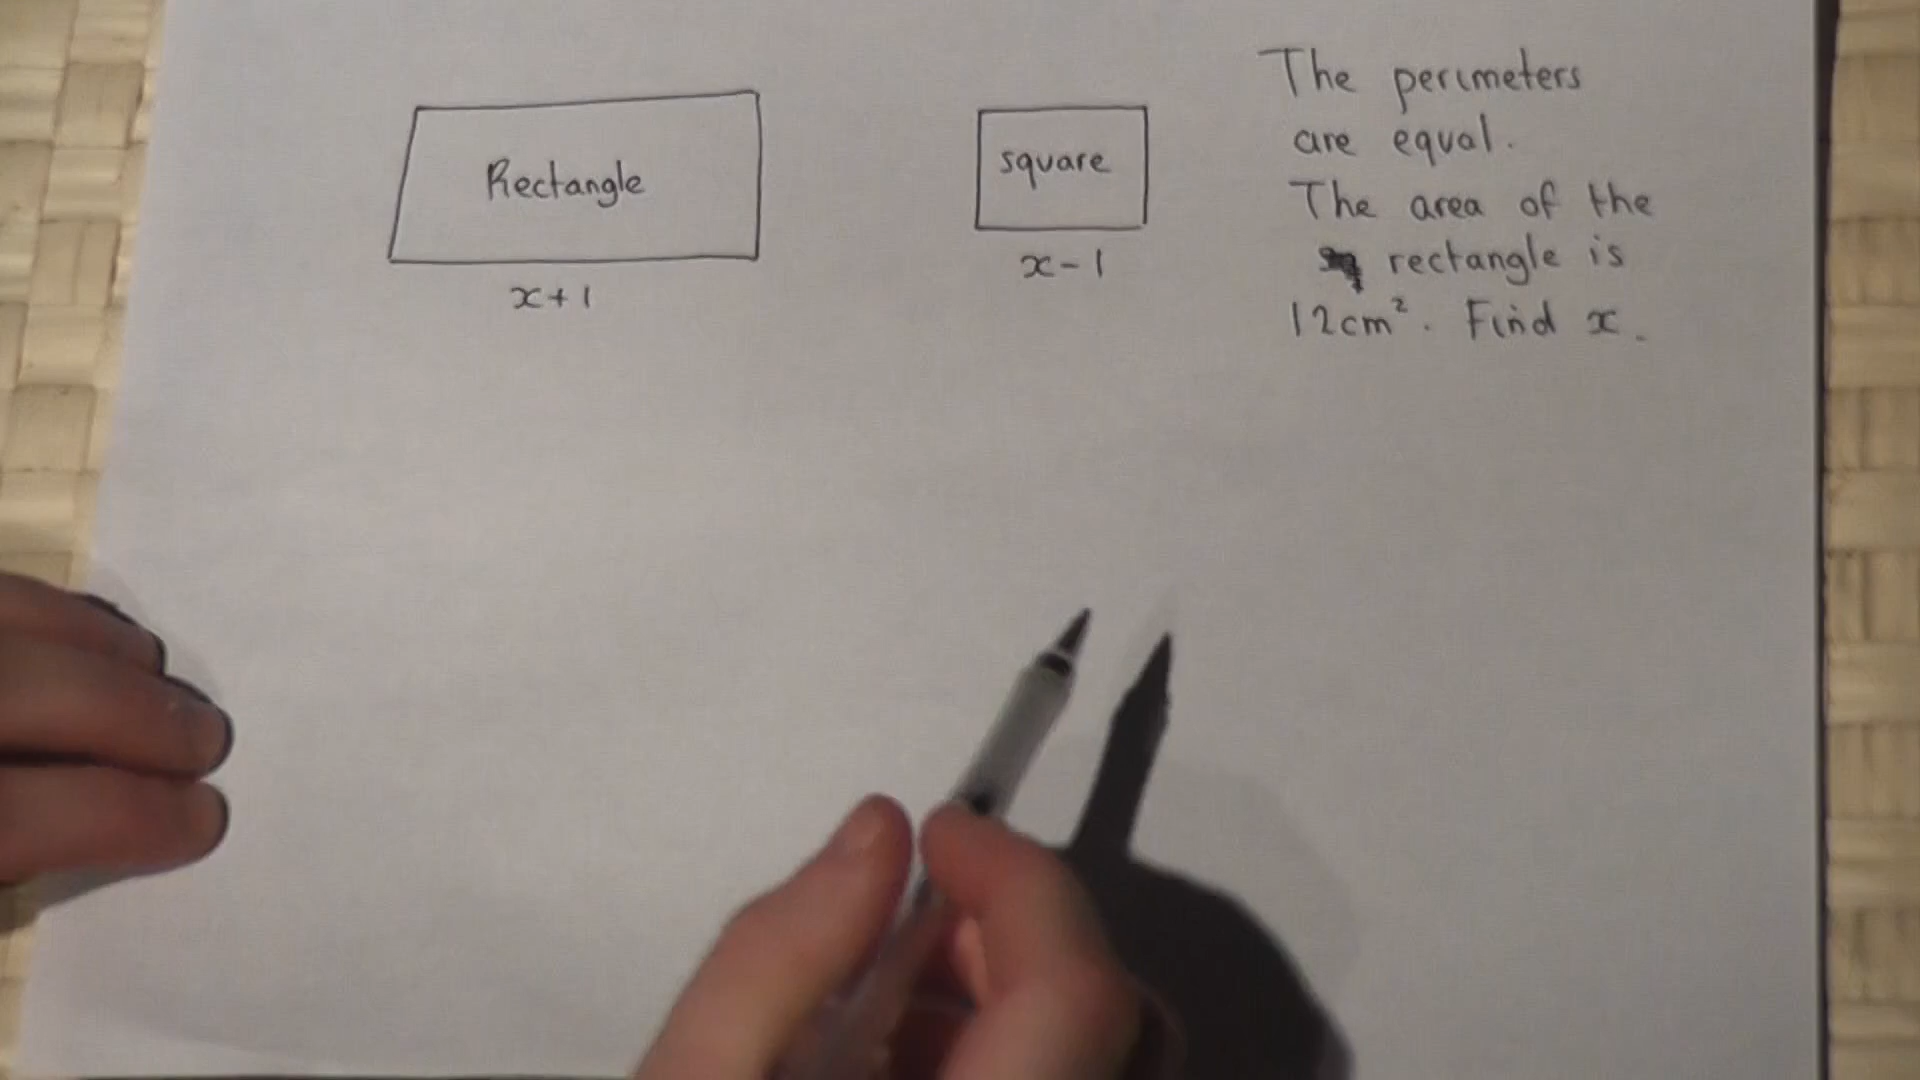 Rectangle
x+1
square
x-1
The perimeters
are equal.
The area of the
rectangle is
12cm². Find x.